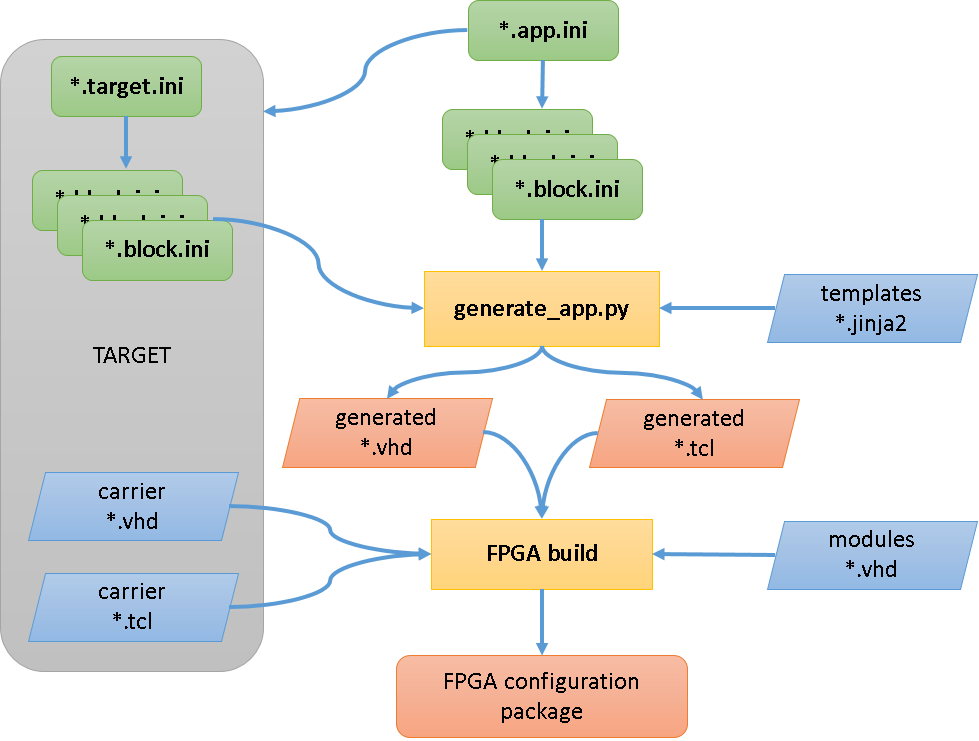 *.app.ini
*.target.ini
*.block.ini
*.block.ini
generate_app.py
templates
*.jinja2
TARGET
generated
*.vhd
generated
*.tcl
carrier
*.vhd
FPGA build
modules
*.vhd
carrier
*.tcl
FPGA configuration
package